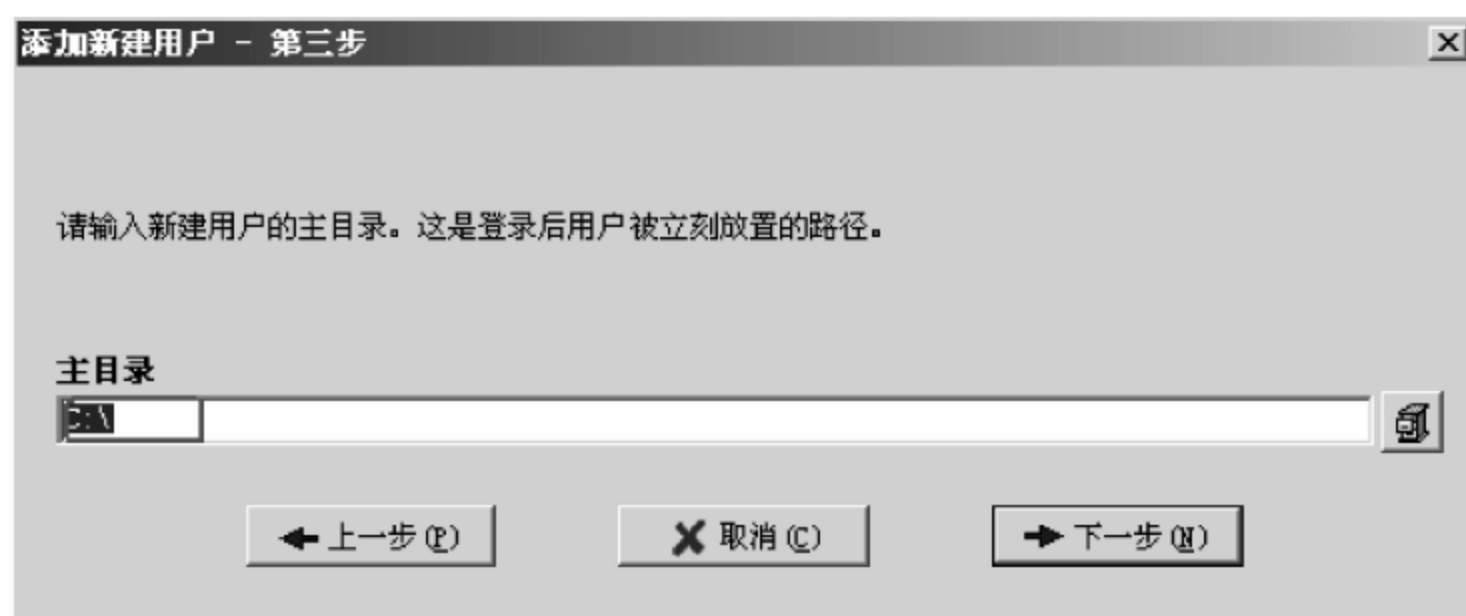 添加新建用户 - 第三步
请输入新建用户的主目录。这是登录后用户被立刻放置的路径。
主目录
C:\
上一步(P) 取消(C) 下一步(N)